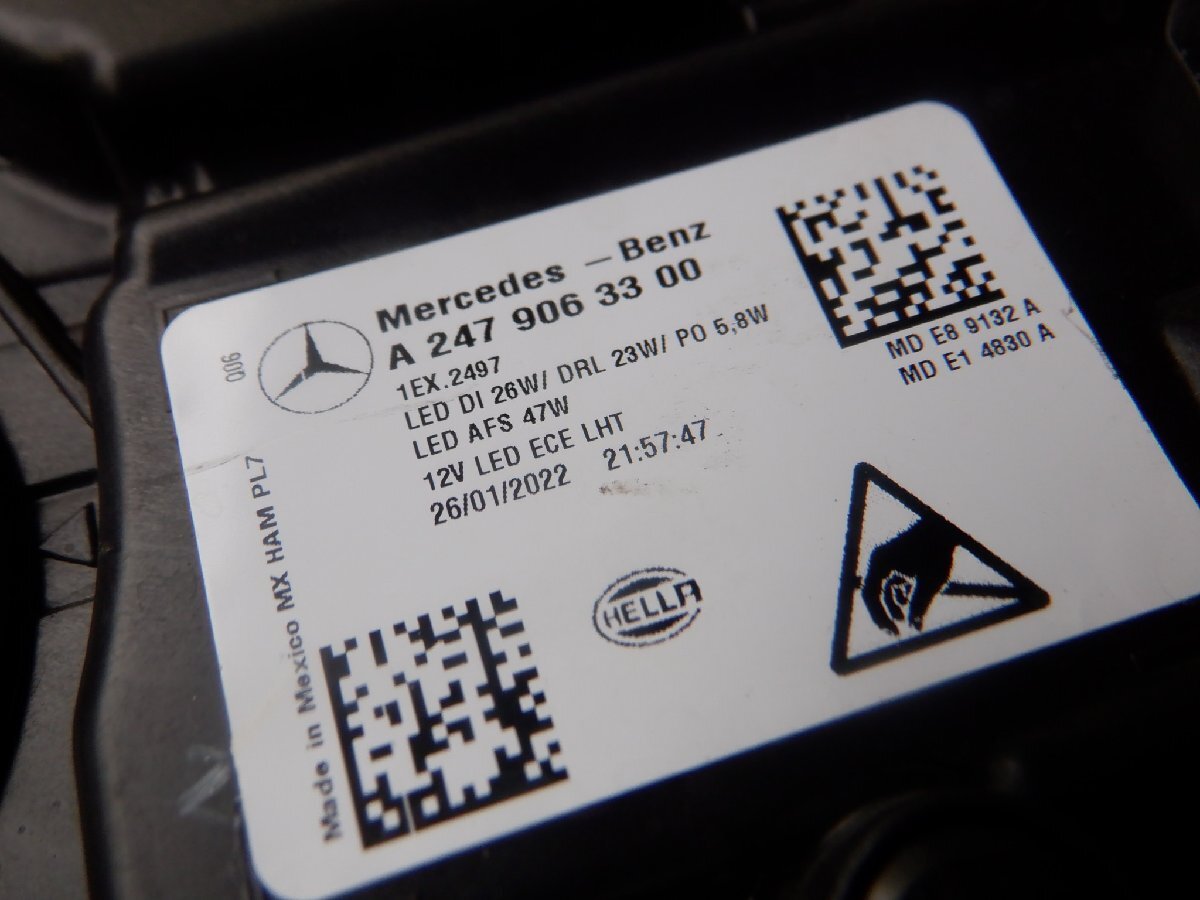 Mercedes - Benz
A 247 906 33 00
1EX.2497
LED DI 26W/ DRL 23W/ PO 5,8W
LED AFS 47W
12V LED ECE LHT
26/01/2022 21:57:47
MD E8 9132 A
MD E1 4830 A
Q06
Made in Mexico MX HAM PL7
HELLA